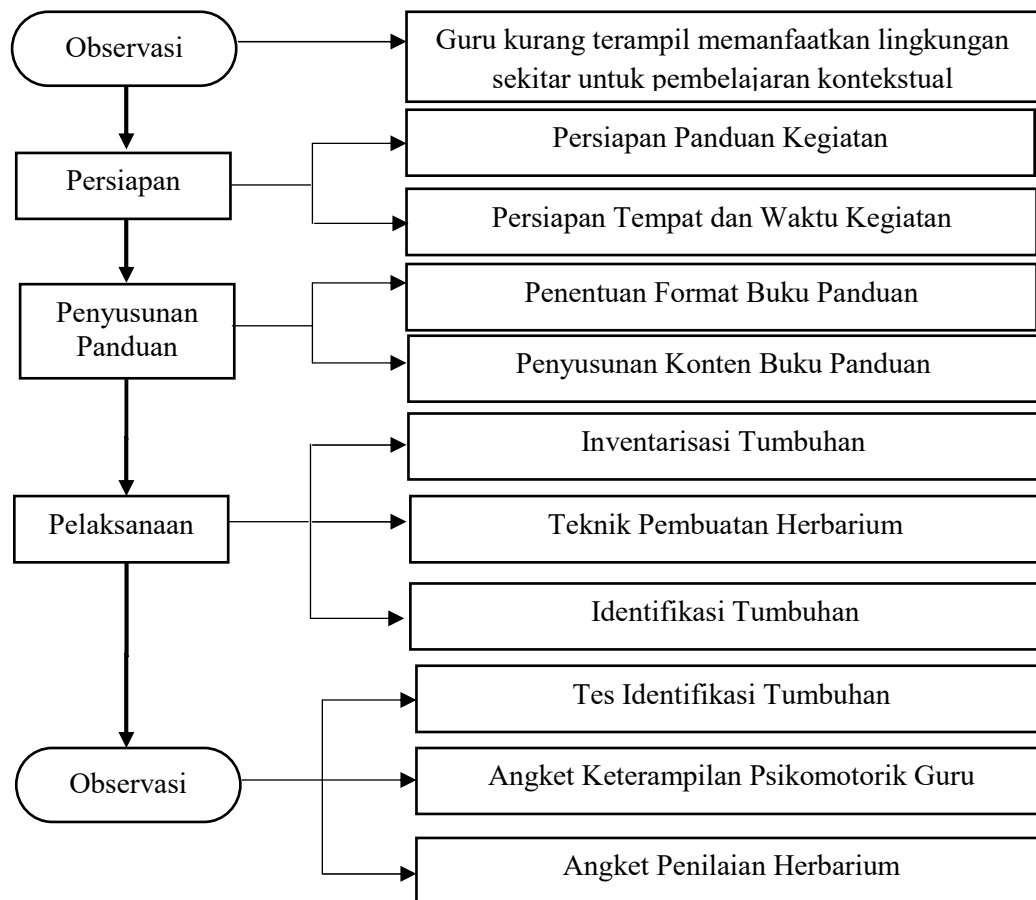 Observasi
Guru kurang terampil memanfaatkan lingkungan
sekitar untuk pembelajaran kontekstual
Persiapan
Persiapan Panduan Kegiatan
Persiapan Tempat dan Waktu Kegiatan
Penyusunan
Panduan
Penentuan Format Buku Panduan
Penyusunan Konten Buku Panduan
Pelaksanaan
Inventarisasi Tumbuhan
Teknik Pembuatan Herbarium
Identifikasi Tumbuhan
Observasi
Tes Identifikasi Tumbuhan
Angket Keterampilan Psikomotorik Guru
Angket Penilaian Herbarium